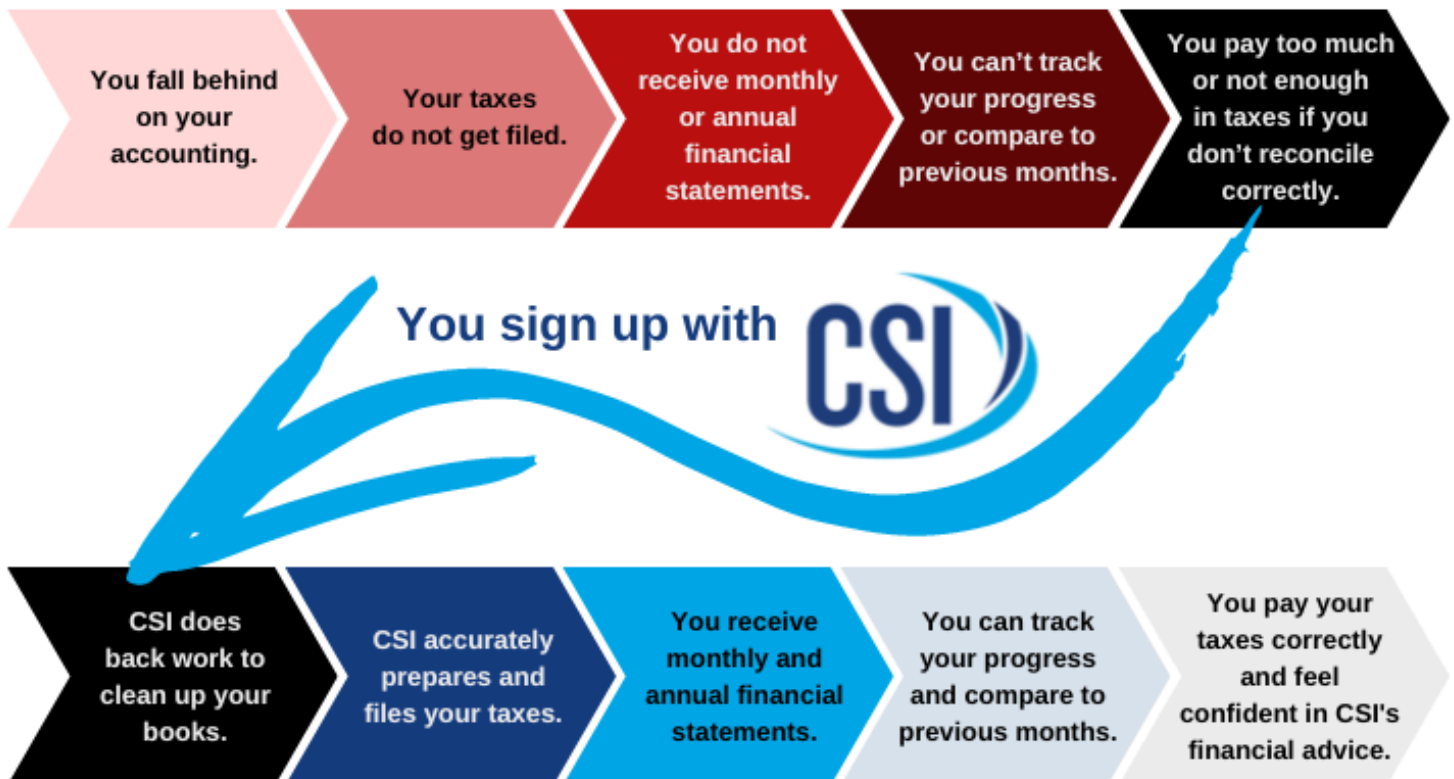 You fall behind
on your
accounting.
Your taxes
do not get filed.
You do not
receive monthly
or annual
financial
statements.
You can't track
your progress
or compare to
previous months.
You pay too much
or not enough
in taxes if you
don't reconcile
correctly.
You sign up with CSI
CSI does
back work to
clean up your
books.
CSI accurately
prepares and
files your taxes.
You receive
monthly and
annual financial
statements.
You can track
your progress
and compare to
previous months.
You pay your
taxes correctly
and feel
confident in CSI's
financial advice.